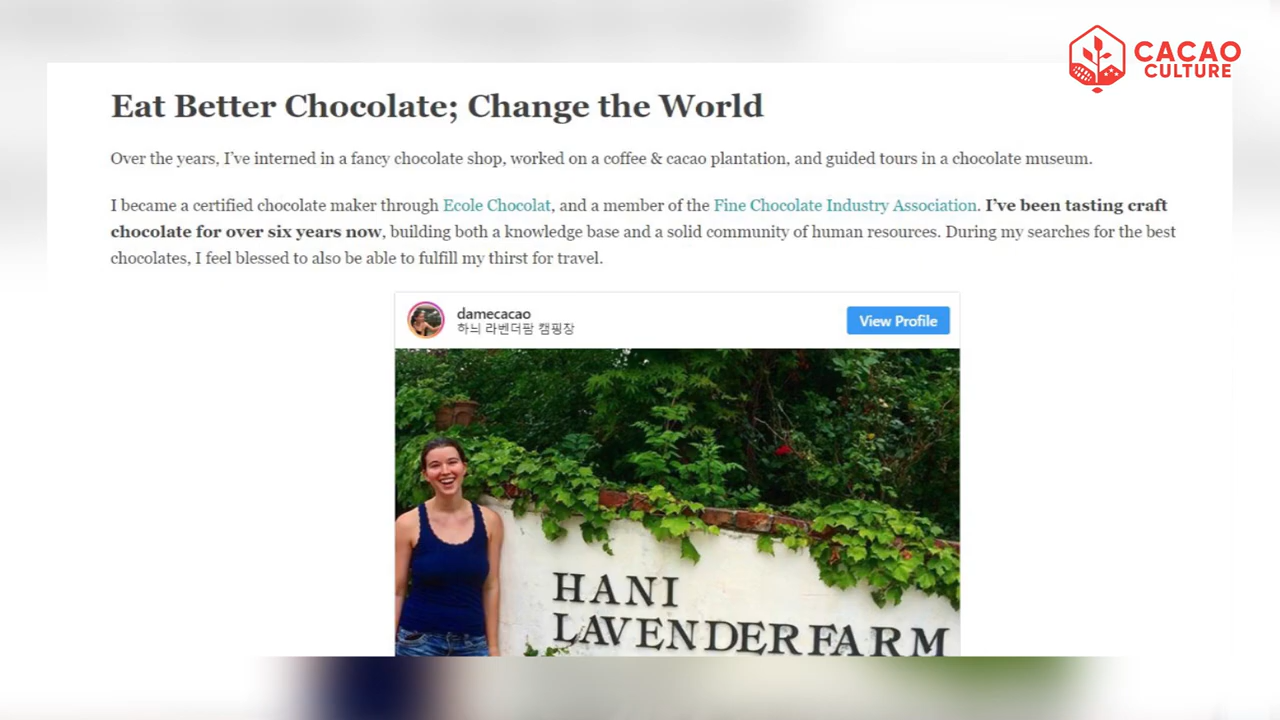 CACAO
CULTURE
Eat Better Chocolate; Change the World
Over the years, I've interned in a fancy chocolate shop, worked on a coffee & cacao plantation, and guided tours in a chocolate museum.
I became a certified chocolate maker through Ecole Chocolat, and a member of the Fine Chocolate Industry Association. I've been tasting craft
chocolate for over six years now, building both a knowledge base and a solid community of human resources. During my searches for the best
chocolates, I feel blessed to also be able to fulfill my thirst for travel.
damecacao
하늬 라벤더팜 캠핑장
View Profile
HANI
LAVENDERFARM